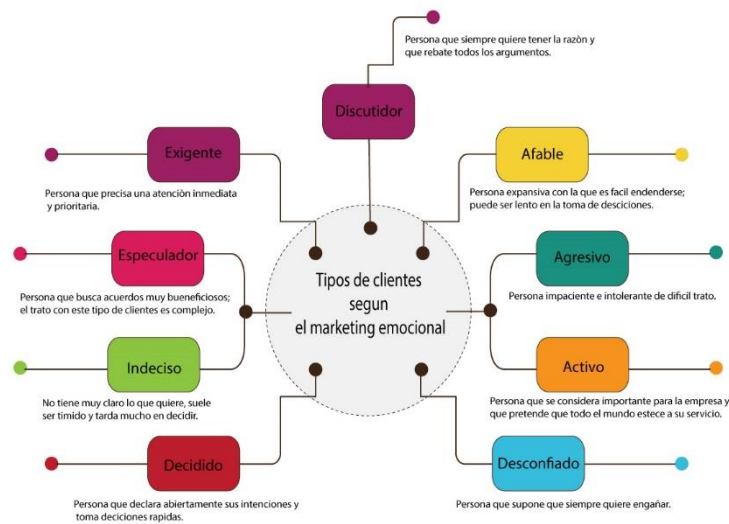 Persona que siempre quiere tener la razòn y
que rebate todos los argumentos.
Discutidor
Exigente
Persona que precisa una atenciòn inmediata
y prioritaria.
Afable
Persona expansiva con la que es facil endenderse;
puede ser lento en la toma de desciciones.
Especulador
Persona que busca acuerdos muy bueneficiosos;
el trato con este tipo de clientes es complejo.
Tipos de clientes
segun
el marketing emocional
Agresivo
Persona impaciente e intolerante de dificil trato.
Indeciso
No tiene muy claro lo que quiere, suele
ser timido y tarda mucho en decidir.
Activo
Persona que se considera importante para la empresa y
que pretende que todo el mundo estece a su servicio.
Decidido
Persona que declara abiertamente sus intenciones y
toma decisiones rapidas.
Desconfiado
Persona que supone que siempre quiere engañar.